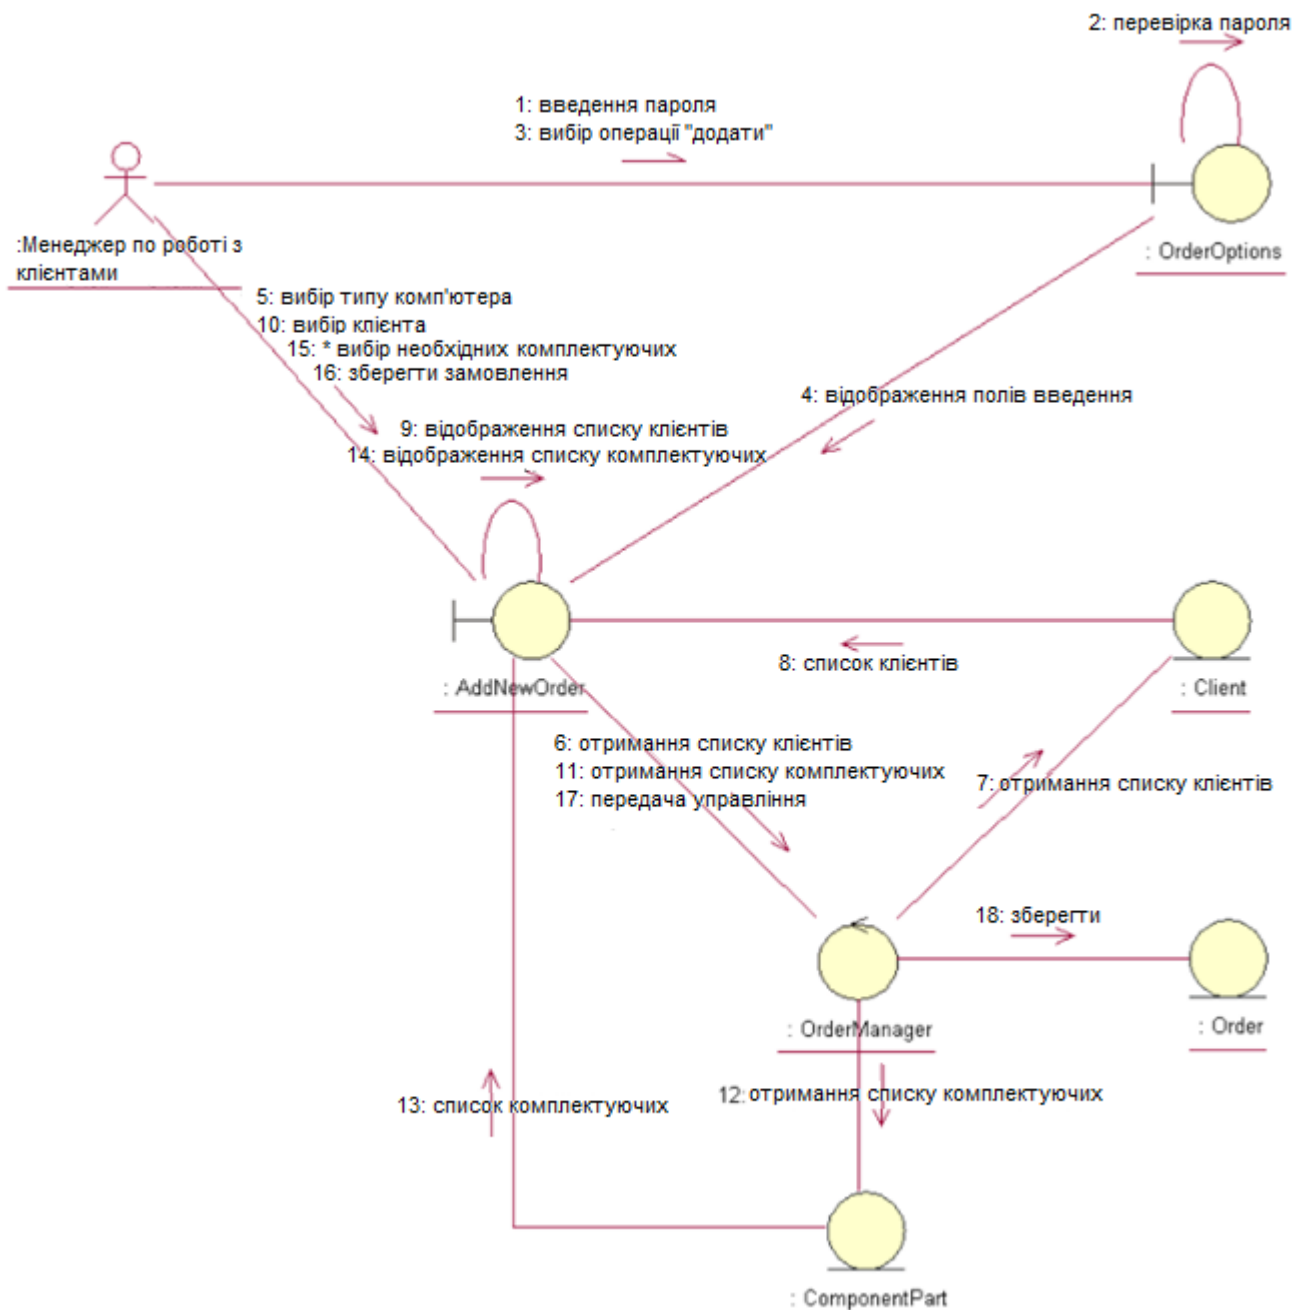 2: перевірка пароля
1: введення пароля
3: вибір операції "додати"
:Менеджер по роботі з
клієнтами
: OrderOptions
5: вибір типу комп'ютера
10: вибір клієнта
15: * вибір необхідних комплектуючих
16: зберегти замовлення
4: відображення полів введення
9: відображення списку клієнтів
14: відображення списку комплектуючих
8: список клієнтів
: AddNewOrder
: Client
6: отримання списку клієнтів
11: отримання списку комплектуючих
17: передача управління
7: отримання списку клієнтів
18: зберегти
: OrderManager
: Order
13: список комплектуючих
12: отримання списку комплектуючих
: ComponentPart